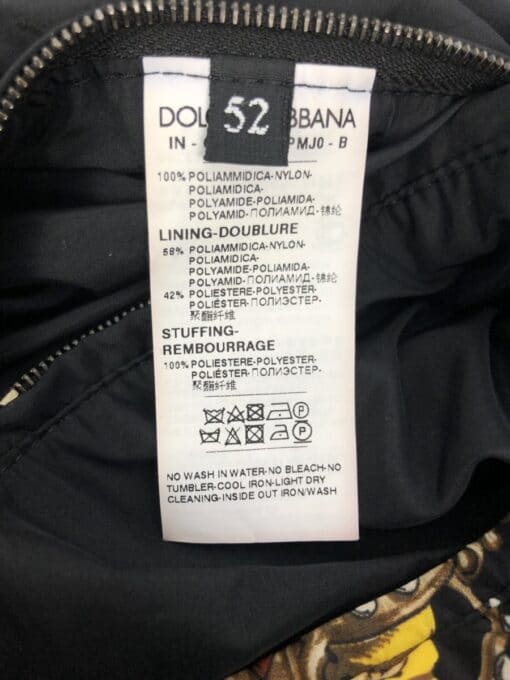 52
IN -
PMJ0 - B
100% POLIAMMIDICA-NYLON-
POLIAMIDICA-
POLYAMIDE-POLIAMIDA-
POLYAMID-ПОЛИАМИД-锦纶
LINING-DOUBLURE
58% POLIAMMIDICA-NYLON-
POLIAMIDICA-
POLYAMIDE-POLIAMIDA-
POLYAMID-ПОЛИАМИД-锦纶
42% POLIESTERE-POLYESTER-
POLIÉSTER-ПОЛИЭСТЕР-
聚酯纤维
STUFFING-
REMBOURRAGE
100% POLIESTERE-POLYESTER-
POLIÉSTER-ПОЛИЭСТЕР-
聚酯纤维
P
P
NO WASH IN WATER-NO BLEACH-NO
TUMBLER-COOL IRON-LIGHT DRY
CLEANING-INSIDE OUT IRON/WASH